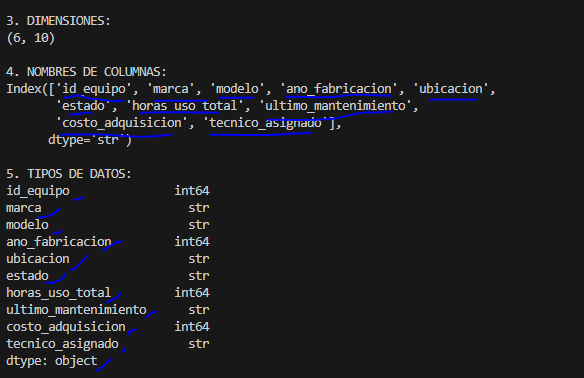 3. DIMENSIONES:
(6, 10)
4. NOMBRES DE COLUMNAS:
Index(['id_equipo', 'marca', 'modelo', 'ano_fabricacion', 'ubicacion',
'estado', 'horas_uso_total', 'ultimo_mantenimiento',
'costo_adquisicion', 'tecnico_asignado'],
dtype='str')
5. TIPOS DE DATOS:
id_equipo int64
marca str
modelo str
ano_fabricacion int64
ubicacion str
estado str
horas_uso_total int64
ultimo_mantenimiento str
costo_adquisicion int64
tecnico_asignado str
dtype: object